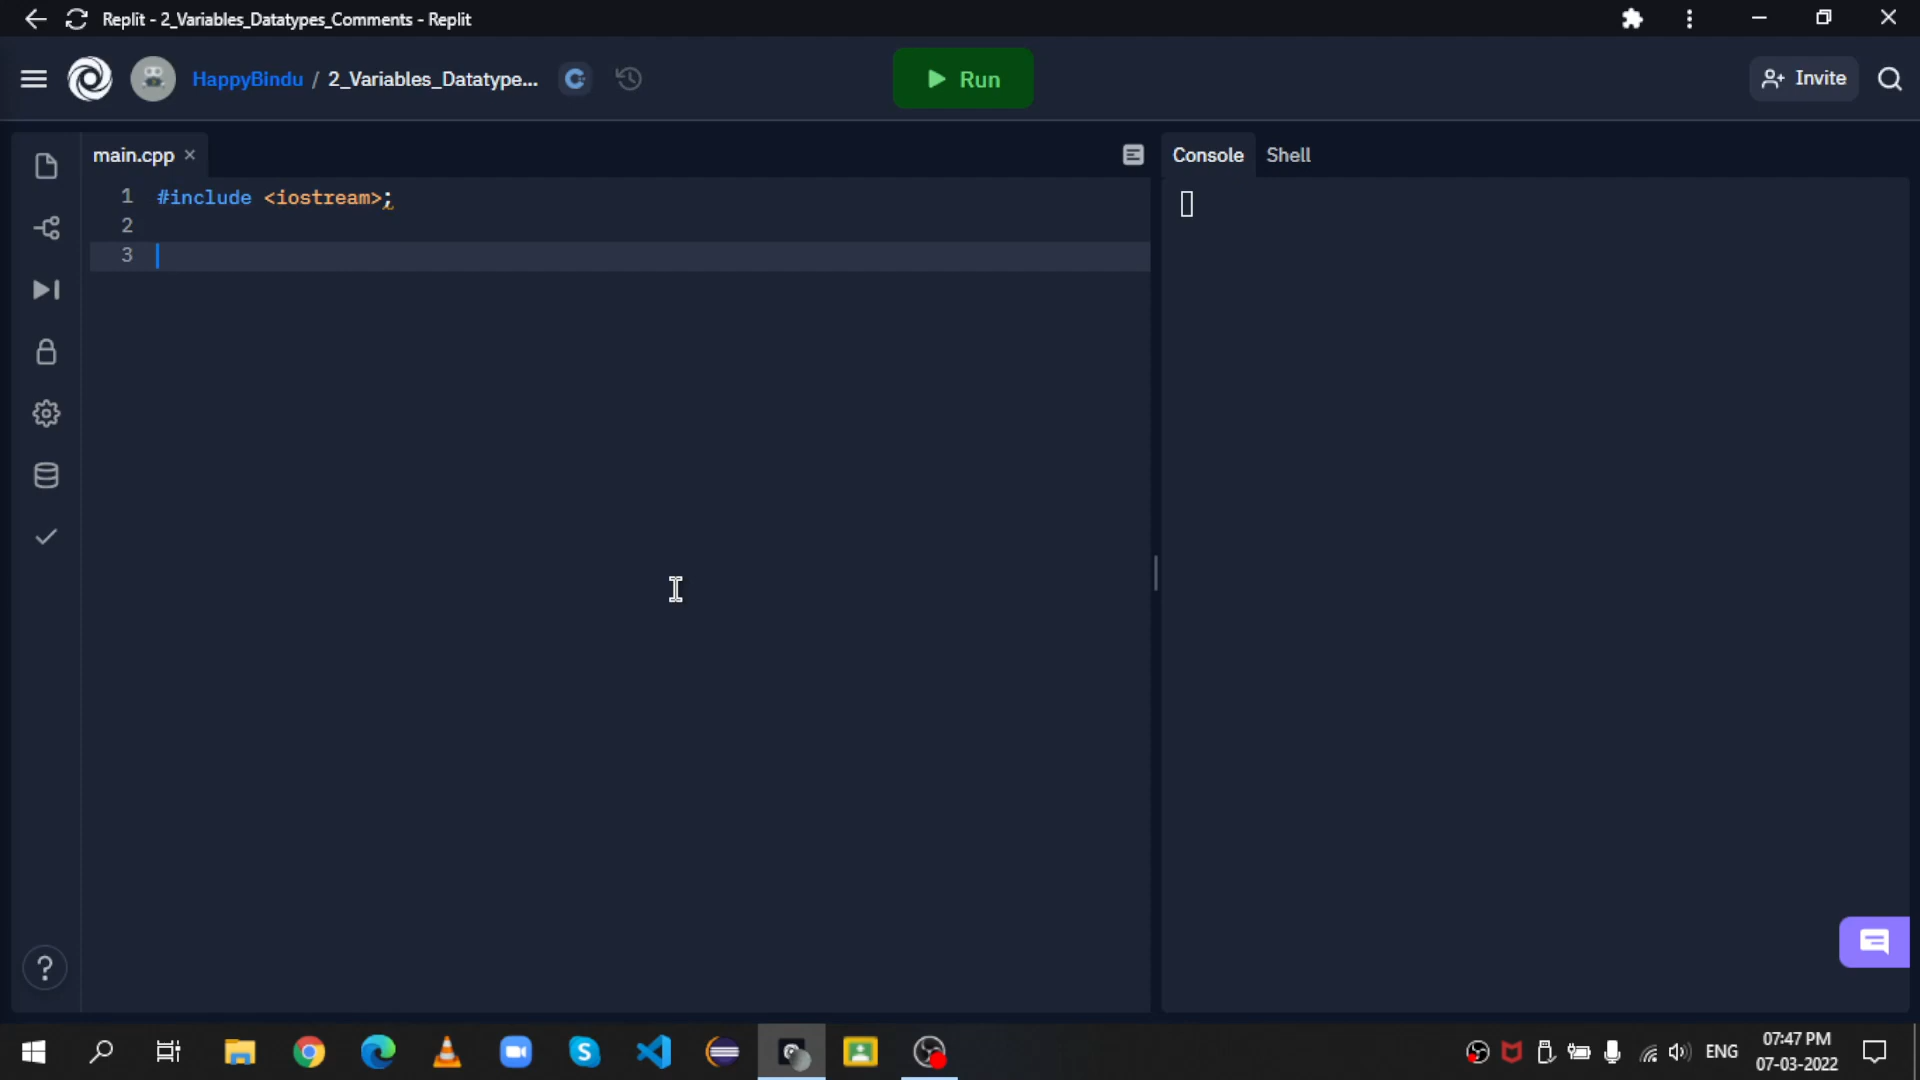 Replit - 2_Variables_Datatypes_Comments - Replit
HappyBindu / 2_Variables_Datatype...
Run
Invite
main.cpp
Console
Shell
1 #include <iostream>;
2
3
?
ENG
07:47 PM
07-03-2022